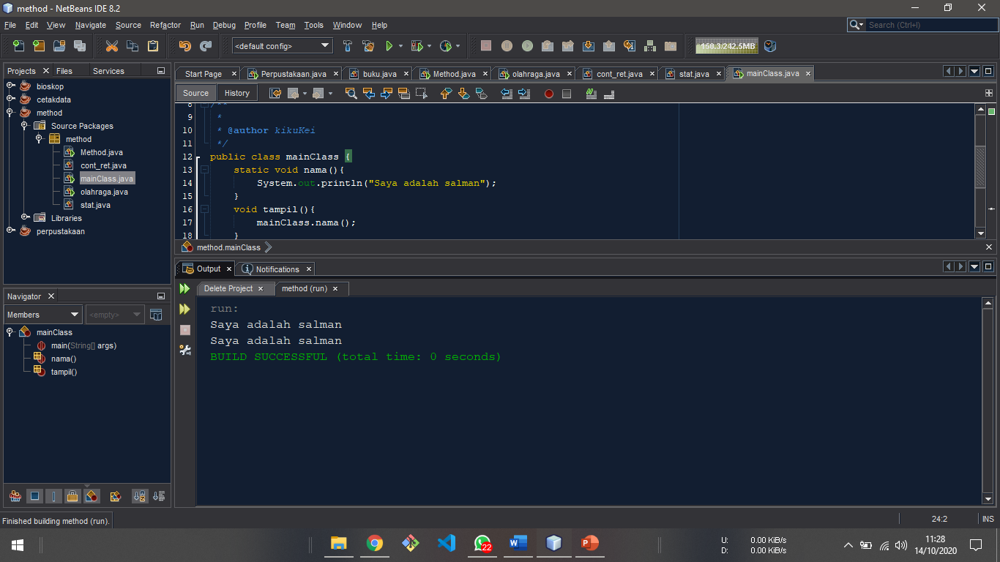 method - NetBeans IDE 8.2
File Edit View Navigate Source Refactor Run Debug Profile Team Tools Window Help
Search (Ctrl+I)
<default config>
150.3/242.5MB
Projects Files Services
bioskop
cetakdata
method
Source Packages
method
Method.java
cont_ret.java
mainClass.java
olahraga.java
stat.java
Libraries
perpustakaan
Start Page Perpustakaan.java buku.java Method.java olahraga.java cont_ret.java stat.java mainClass.java
Source History
8 /**
9 *
10 * @author kikuKei
11 */
12 public class mainClass {
13 static void nama(){
14 System.out.println("Saya adalah salman");
15 }
16 void tampil(){
17 mainClass.nama();
18 }
method.mainClass
Output Notifications
Delete Project method (run)
run:
Saya adalah salman
Saya adalah salman
BUILD SUCCESSFUL (total time: 0 seconds)
Navigator
Members <empty>
mainClass
main(String[] args)
nama()
tampil()
Finished building method (run).
24:2 INS
22
U: 0.00 KiB/s
D: 0.00 KiB/s
11:28
14/10/2020